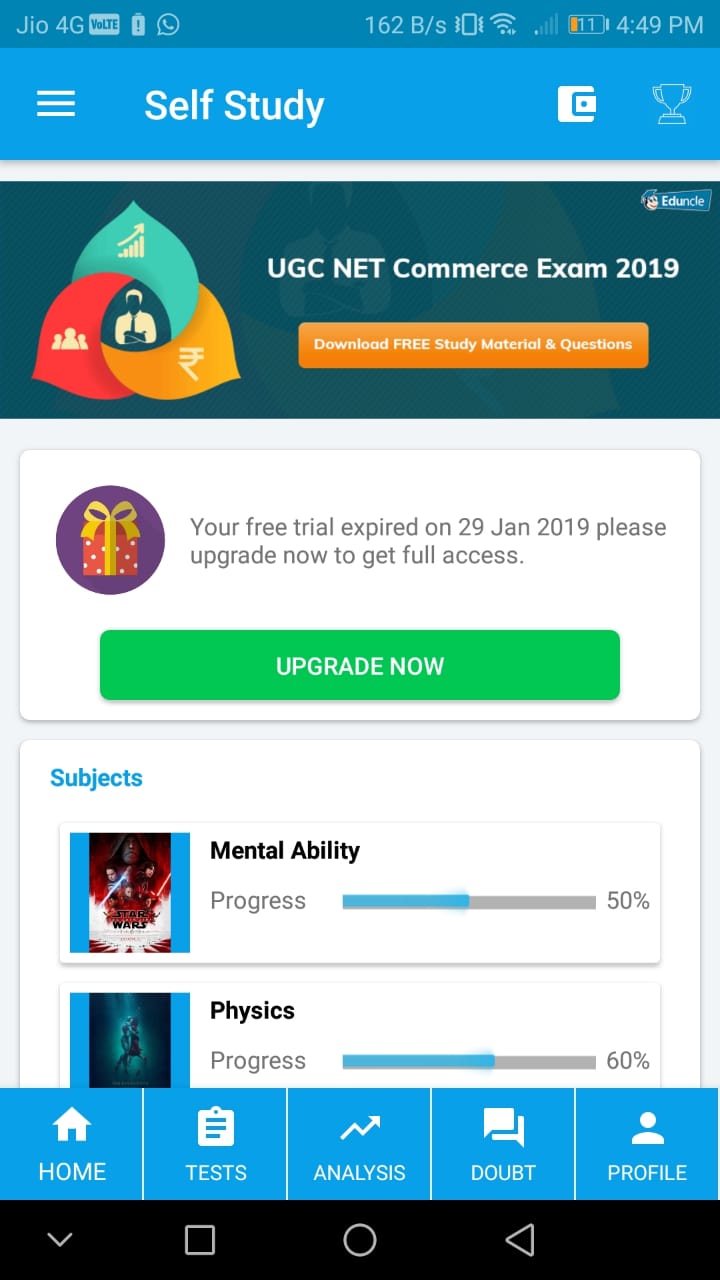 Jio 4G VoLTE 162 B/s 11 4:49 PM
Self Study
Eduncle
UGC NET Commerce Exam 2019
Download FREE Study Material & Questions
Your free trial expired on 29 Jan 2019 please
upgrade now to get full access.
UPGRADE NOW
Subjects
Mental Ability
STAR
WARS
Progress 50%
Physics
Progress 60%
HOME TESTS ANALYSIS DOUBT PROFILE